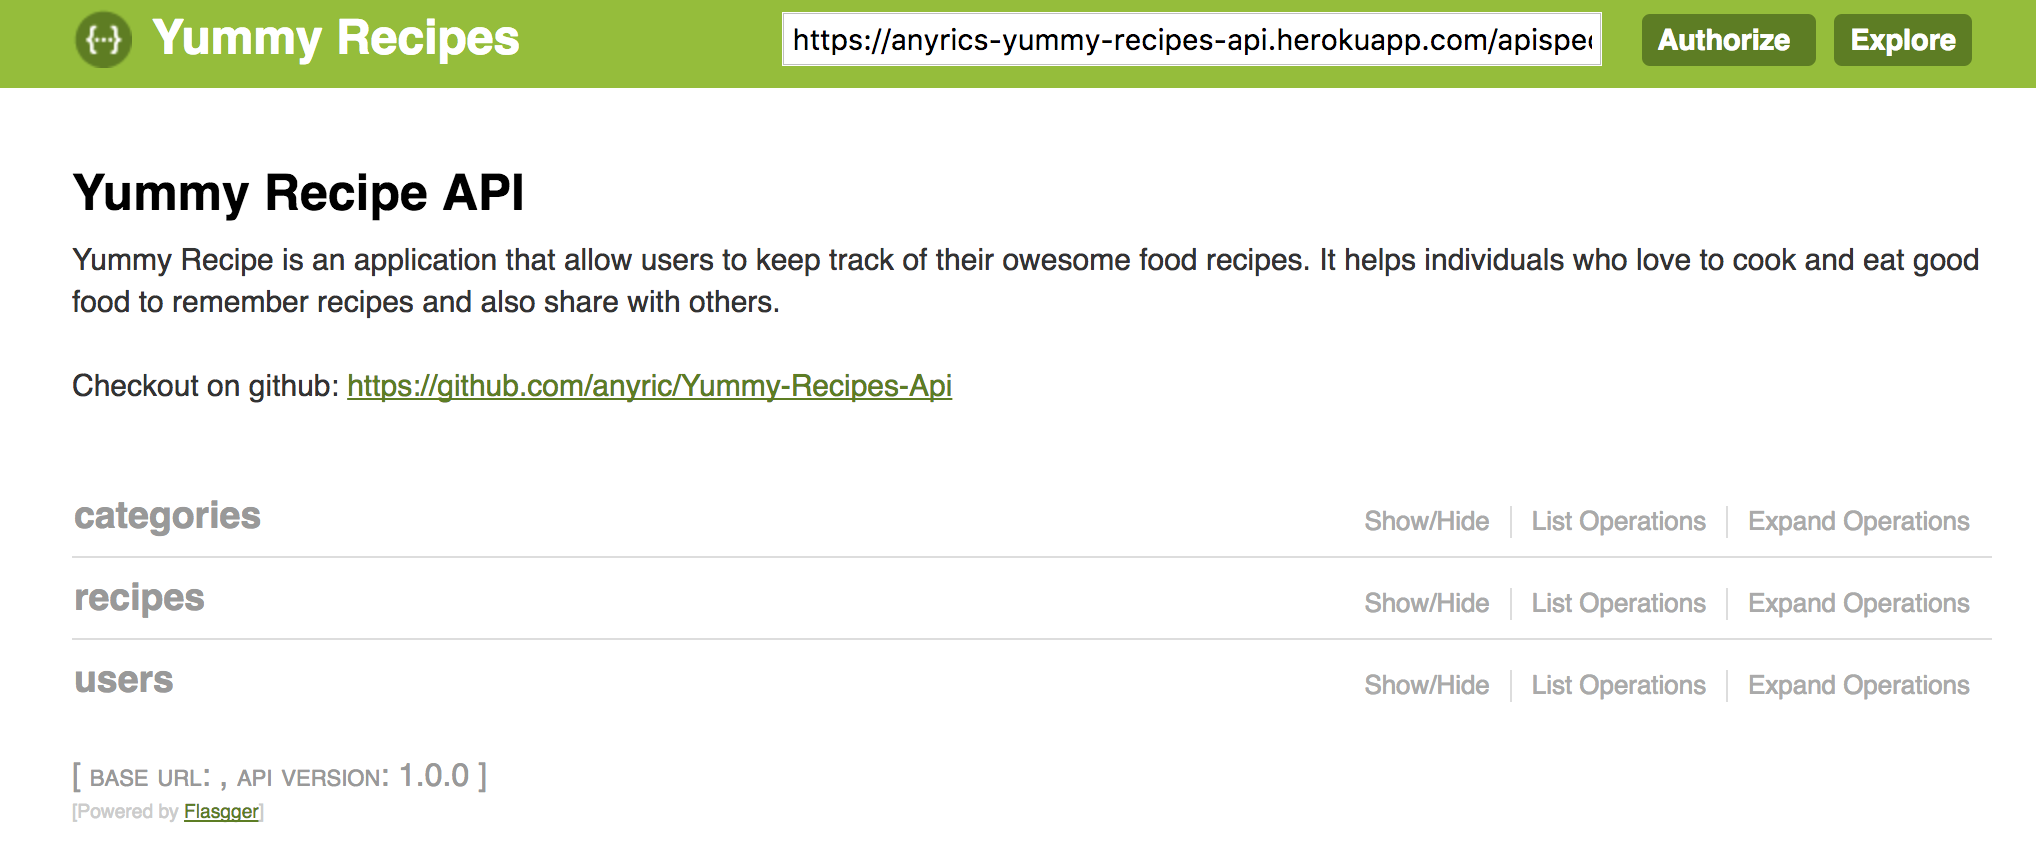 {···} Yummy Recipes https://anyrics-yummy-recipes-api.herokuapp.com/apispec Authorize Explore
Yummy Recipe API
Yummy Recipe is an application that allow users to keep track of their owesome food recipes. It helps individuals who love to cook and eat good
food to remember recipes and also share with others.
Checkout on github: https://github.com/anyric/Yummy-Recipes-Api
categories Show/Hide List Operations Expand Operations
recipes Show/Hide List Operations Expand Operations
users Show/Hide List Operations Expand Operations
[ BASE URL: , API VERSION: 1.0.0 ]
[Powered by Flasgger]